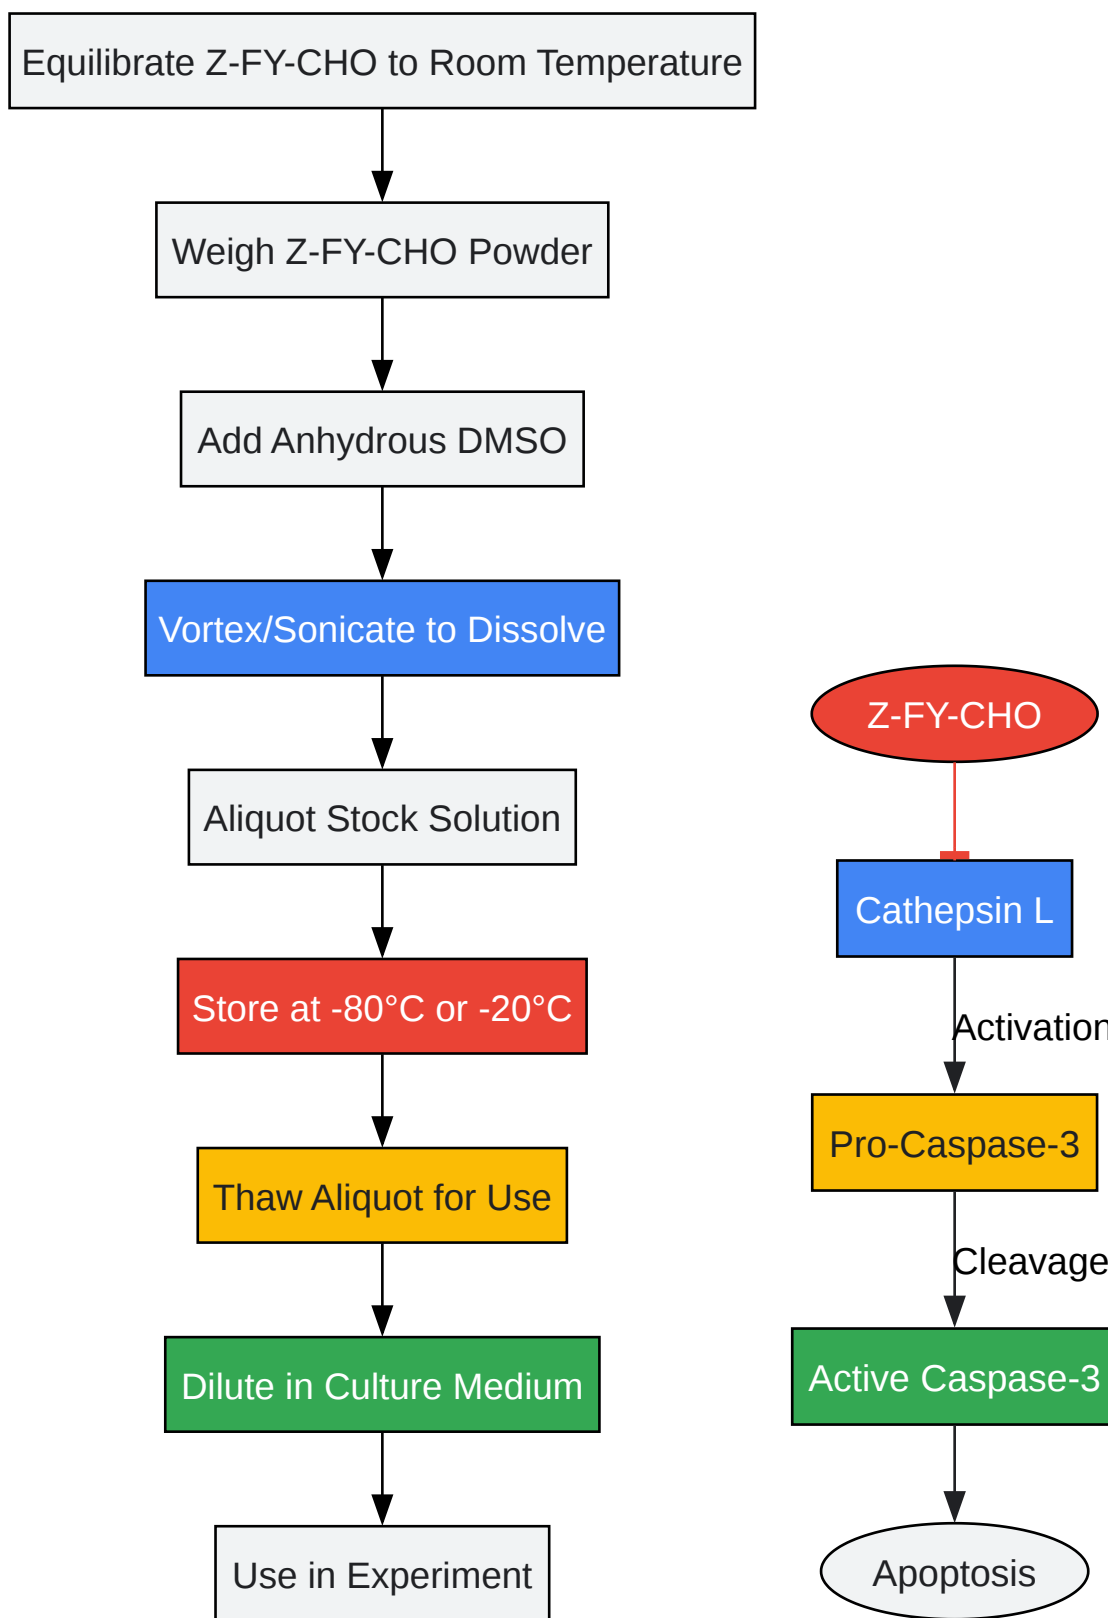 Equilibrate Z-FY-CHO to Room Temperature
Weigh Z-FY-CHO Powder
Add Anhydrous DMSO
Vortex/Sonicate to Dissolve
Aliquot Stock Solution
Store at -80°C or -20°C
Thaw Aliquot for Use
Dilute in Culture Medium
Use in Experiment
Z-FY-CHO
Cathepsin L
Activation
Pro-Caspase-3
Cleavage
Active Caspase-3
Apoptosis